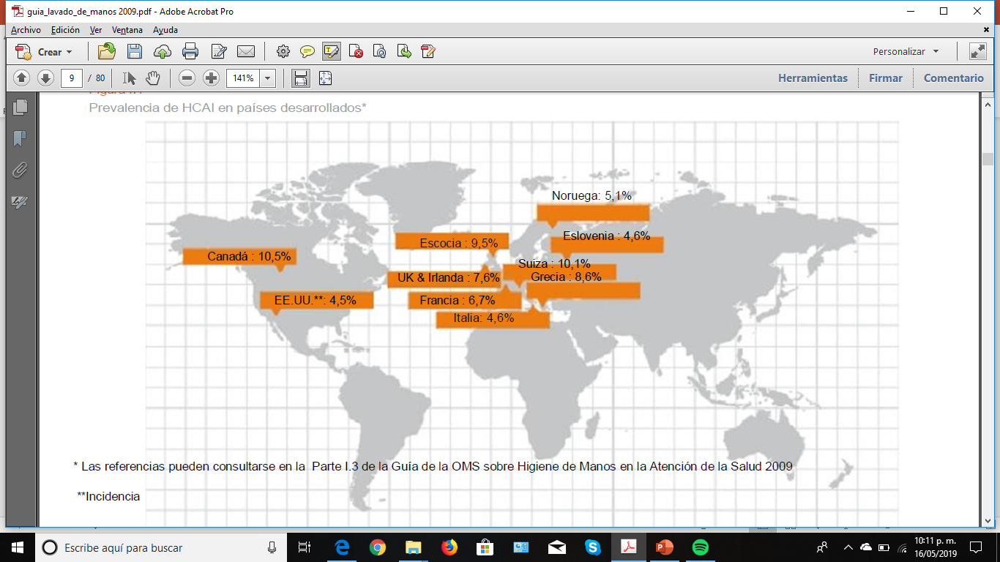 guia_lavado_de_manos 2009.pdf - Adobe Acrobat Pro
Archivo Edición Ver Ventana Ayuda
Crear
Personalizar
9 / 80
141%
Herramientas Firmar Comentario
Prevalencia de HCAI en países desarrollados*
Noruega: 5,1%
Eslovenia : 4,6%
Escocia : 9,5%
Canadá : 10,5%
Suiza : 10,1%
UK & Irlanda : 7,6%
Grecia : 8,6%
EE.UU.**: 4,5%
Francia : 6,7%
Italia: 4,6%
* Las referencias pueden consultarse en la Parte I.3 de la Guía de la OMS sobre Higiene de Manos en la Atención de la Salud 2009
**Incidencia
Escribe aquí para buscar
10:11 p. m.
16/05/2019